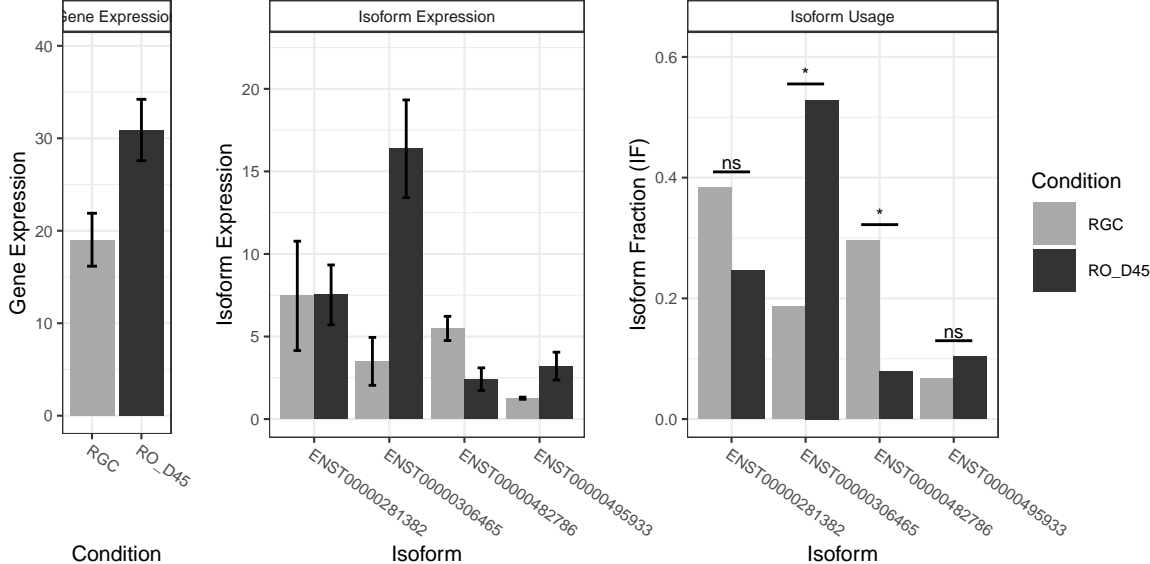 Gene Expression
40
30
20
10
0
Gene Expression
RGC
RO_D45
Condition
Isoform Expression
20
15
10
5
0
Isoform Expression
ENST00000281382
ENST00000306465
ENST00000482786
ENST00000495933
Isoform
Isoform Usage
0.6
0.4
0.2
0.0
Isoform Fraction (IF)
ns
*
*
ns
ENST00000281382
ENST00000306465
ENST00000482786
ENST00000495933
Isoform
Condition
RGC
RO_D45